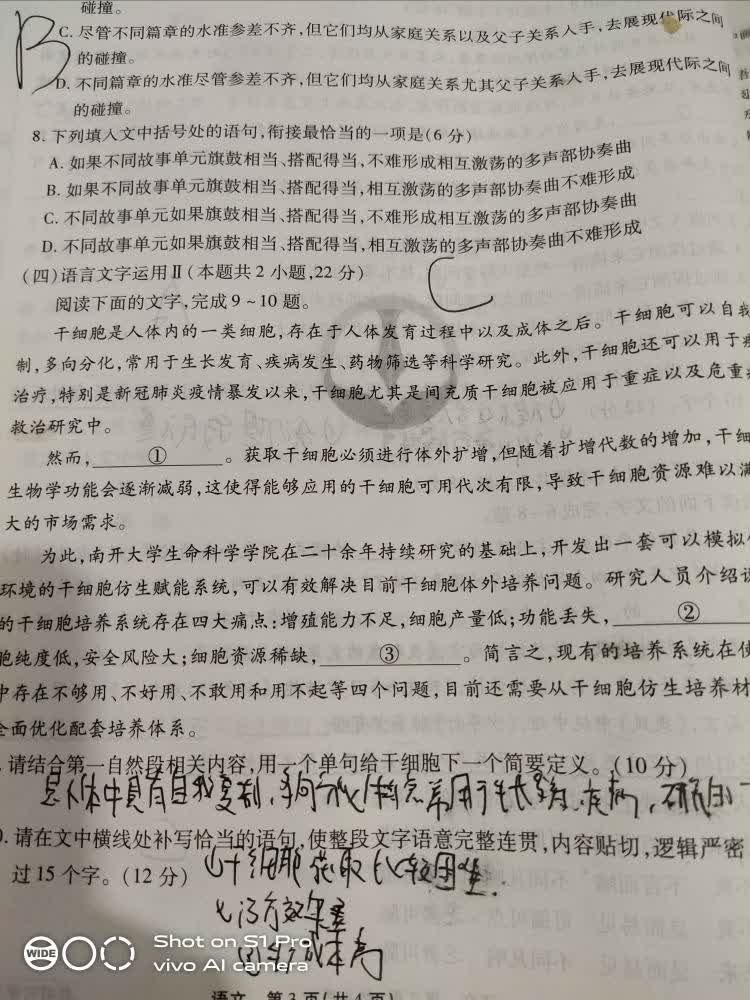 碰撞。
C. 尽管不同篇章的水准参差不齐,但它们均从家庭关系以及父子关系入手,去展现代际之间
的碰撞。
D. 不同篇章的水准尽管参差不齐,但它们均从家庭关系尤其父子关系入手,去展现代际之间
的碰撞。
B
8. 下列填入文中括号处的语句,衔接最恰当的一项是(6 分)
A. 如果不同故事单元旗鼓相当、搭配得当,不难形成相互激荡的多声部协奏曲
B. 如果不同故事单元旗鼓相当、搭配得当,相互激荡的多声部协奏曲不难形成
C. 不同故事单元如果旗鼓相当、搭配得当,不难形成相互激荡的多声部协奏曲
D. 不同故事单元如果旗鼓相当、搭配得当,相互激荡的多声部协奏曲不难形成
C
(四)语言文字运用Ⅱ(本题共 2 小题,22 分)
阅读下面的文字,完成 9～10 题。
干细胞是人体内的一类细胞,存在于人体发育过程中以及成体之后。干细胞可以自我
制,多向分化,常用于生长发育、疾病发生、药物筛选等科学研究。此外,干细胞还可以用于
治疗,特别是新冠肺炎疫情暴发以来,干细胞尤其是间充质干细胞被应用于重症以及危重
救治研究中。
然而,①。获取干细胞必须进行体外扩增,但随着扩增代数的增加,干细
生物学功能会逐渐减弱,这使得能够应用的干细胞可用代次有限,导致干细胞资源难以满
大的市场需求。
为此,南开大学生命科学学院在二十余年持续研究的基础上,开发出一套可以模拟
环境的干细胞仿生赋能系统,可以有效解决目前干细胞体外培养问题。研究人员介绍说
的干细胞培养系统存在四大痛点:增殖能力不足,细胞产量低;功能丢失,②
胞纯度低,安全风险大;细胞资源稀缺,③。简言之,现有的培养系统在使
中存在不够用、不好用、不敢用和用不起等四个问题,目前还需要从干细胞仿生培养材
全面优化配套培养体系。
请结合第一自然段相关内容,用一个单句给干细胞下一个简要定义。(10 分)
是人体中具有自我复制,多向分化特点常用于生长发育,疾病,研究的一
0. 请在文中横线处补写恰当的语句,使整段文字语意完整连贯,内容贴切,逻辑严密
过 15 个字。(12 分)
(1)干细胞获取比较困难.
治疗效果差
成本高
WIDE
Shot on S1 Pro
vivo AI camera
语文 第 3 页(共 4 页)